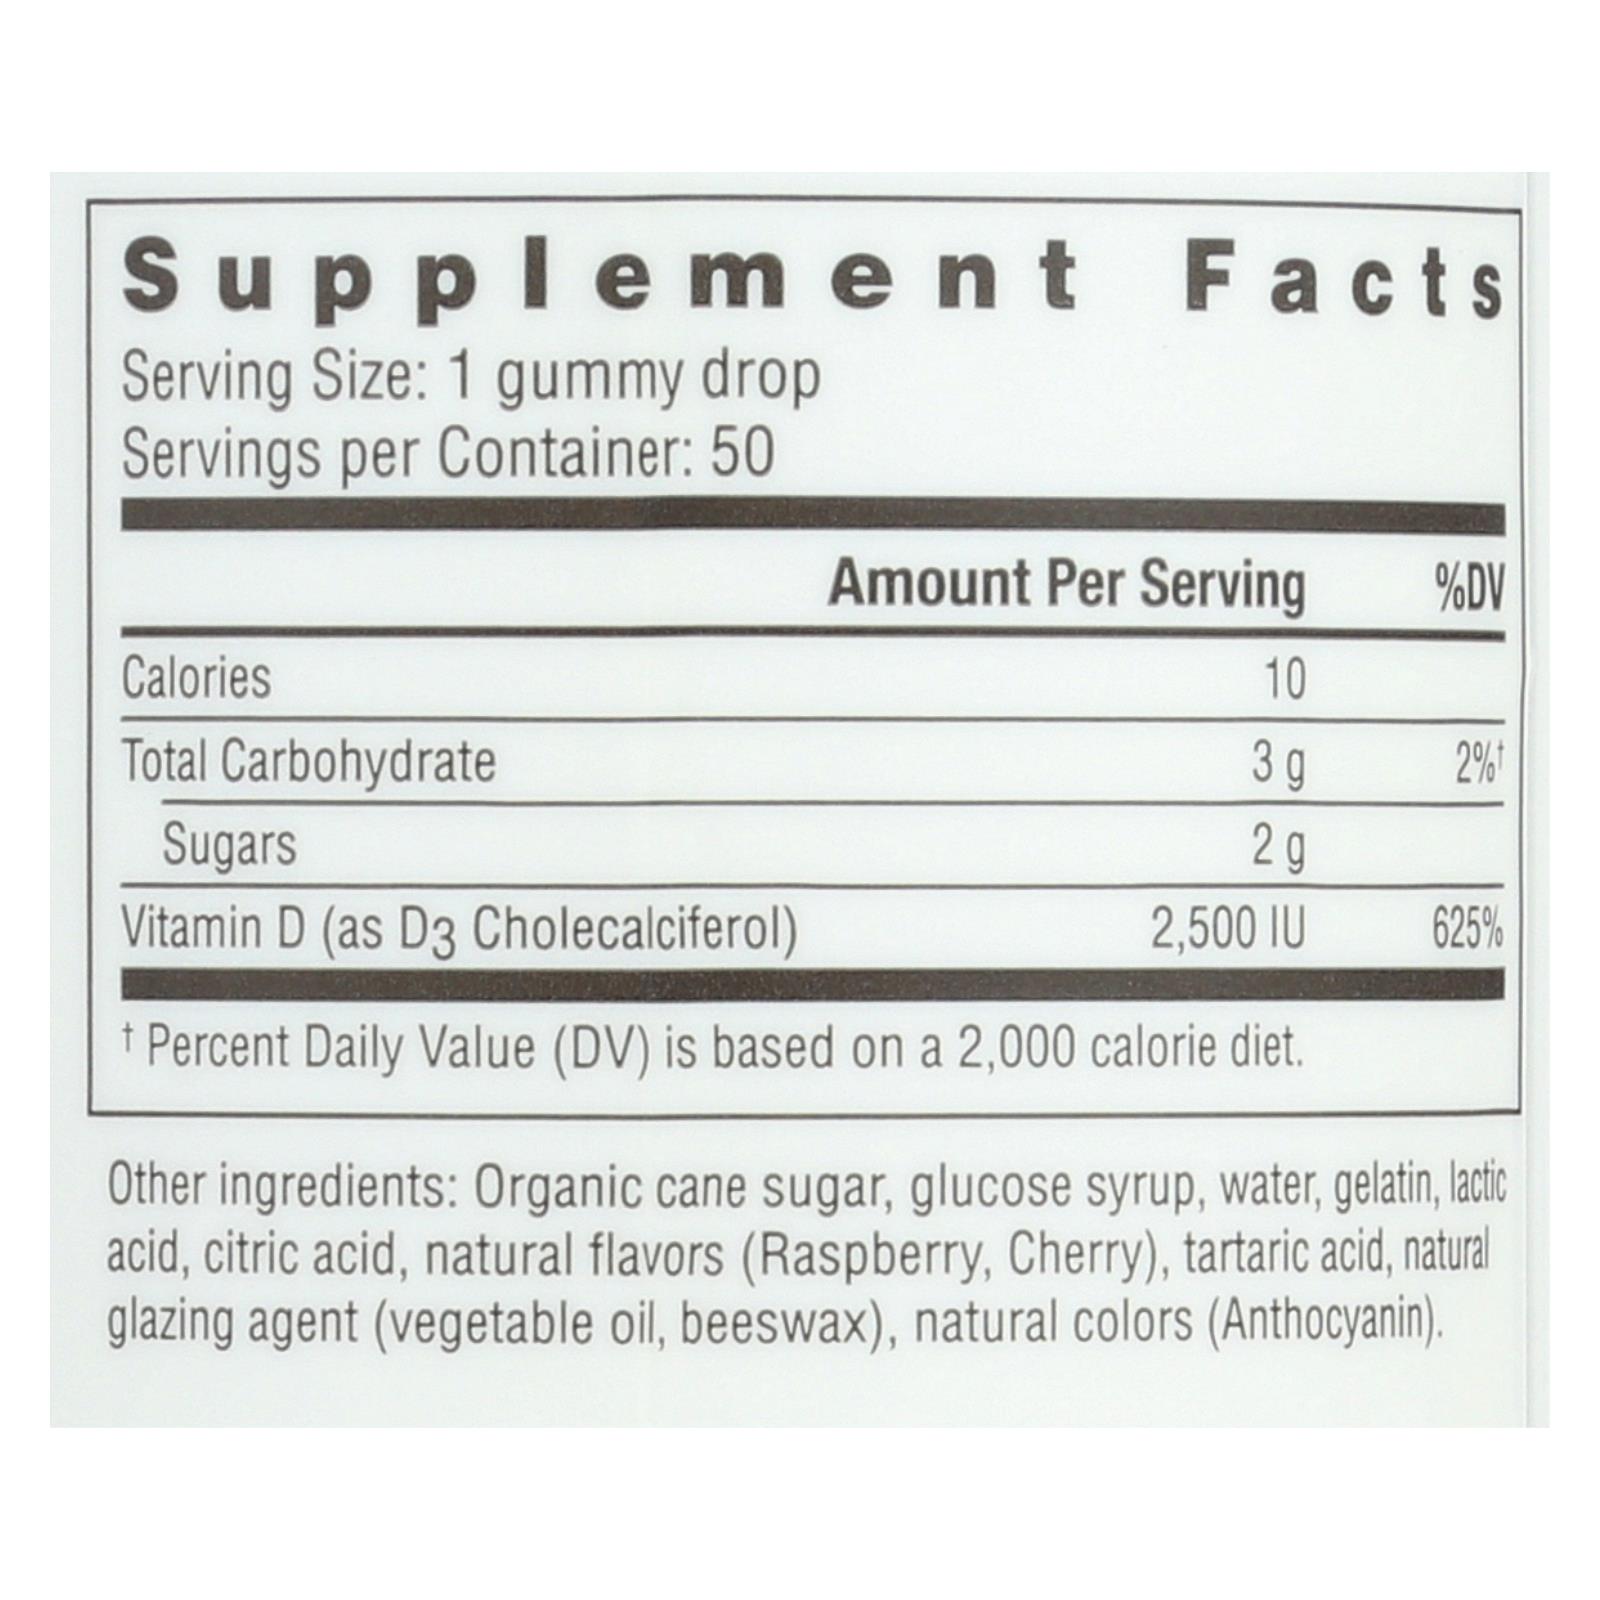 Supplement Facts
Serving Size: 1 gummy drop
Servings per Container: 50
Amount Per Serving %DV
Calories 10
Total Carbohydrate 3 g 2%†
Sugars 2 g
Vitamin D (as D3 Cholecalciferol) 2,500 IU 625%
† Percent Daily Value (DV) is based on a 2,000 calorie diet.
Other ingredients: Organic cane sugar, glucose syrup, water, gelatin, lactic
acid, citric acid, natural flavors (Raspberry, Cherry), tartaric acid, natural
glazing agent (vegetable oil, beeswax), natural colors (Anthocyanin).